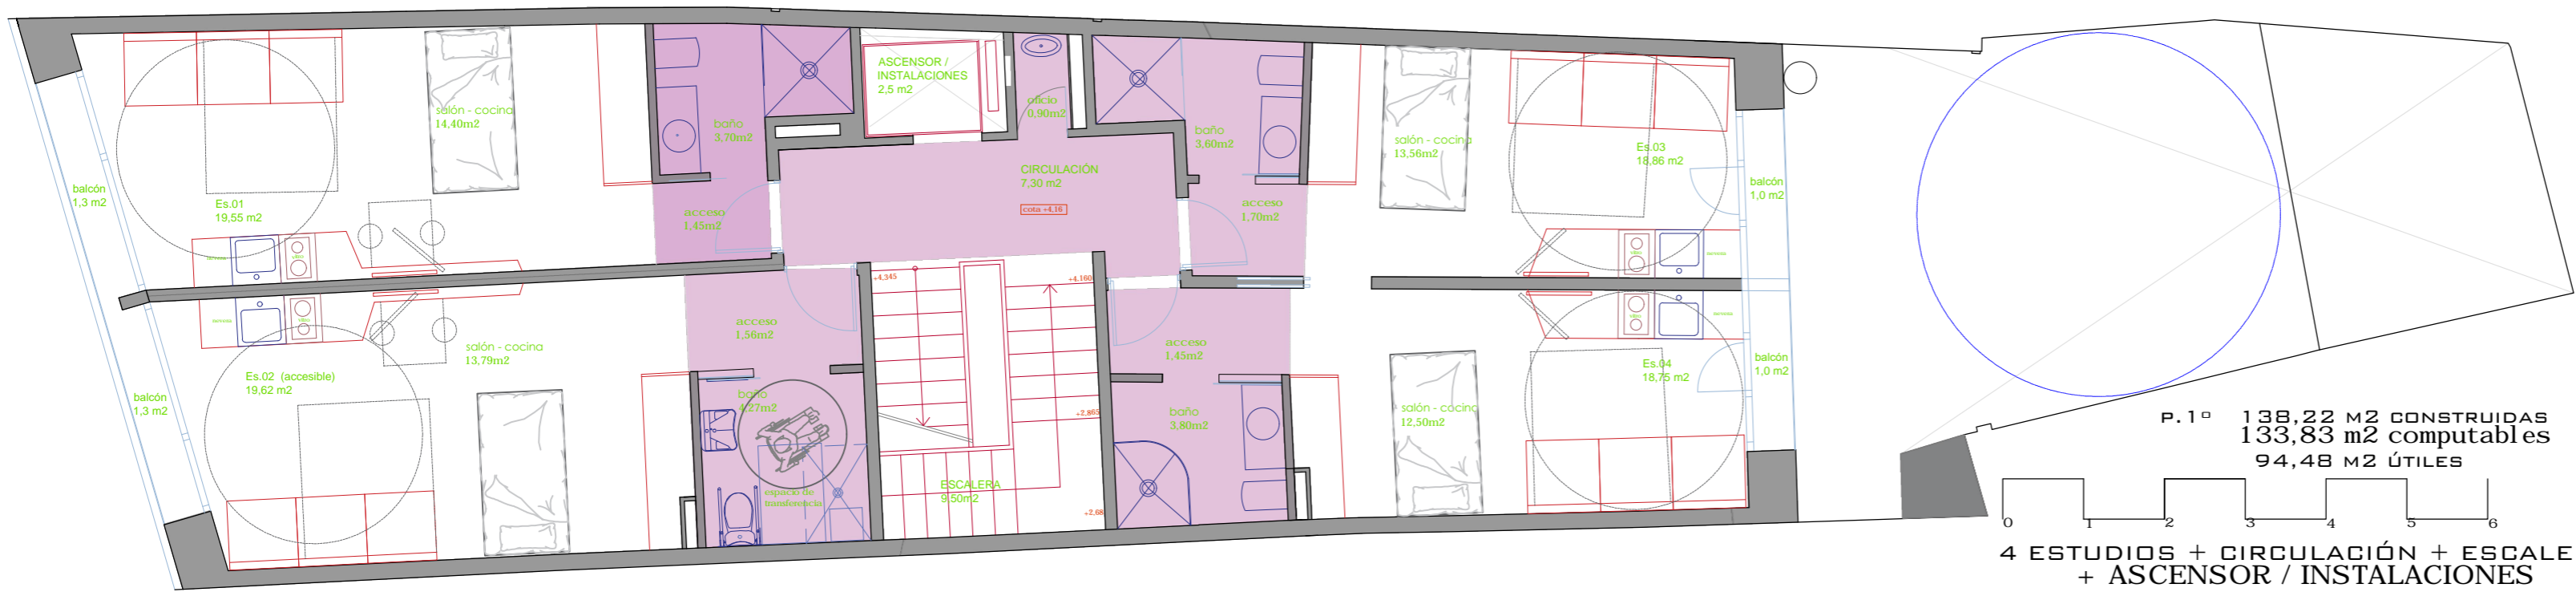 ASCENSOR /
INSTALACIONES
2,5 m2
oficio
0,90m2
salón - cocina
14,40m2
baño
3,70m2
baño
3,60m2
salón - cocina
13,56m2
Es.03
18,86 m2
CIRCULACIÓN
7,30 m2
cota +4,16
balcón
1,3 m2
Es.01
19,55 m2
acceso
1,45m2
acceso
1,70m2
balcón
1,0 m2
+4,345
+4,160
acceso
1,56m2
salón - cocina
13,79m2
Es.02 (accesible)
19,62 m2
acceso
1,45m2
balcón
1,0 m2
Es.04
18,75 m2
balcón
1,3 m2
baño
4,27m2
+2,865
baño
3,80m2
salón - cocina
12,50m2
espacio de
transferencia
ESCALERA
9,50m2
+2,68
P.1º 138,22 M2 CONSTRUIDAS
133,83 m2 computables
94,48 M2 ÚTILES
0 1 2 3 4 5 6
4 ESTUDIOS + CIRCULACIÓN + ESCALE
+ ASCENSOR / INSTALACIONES